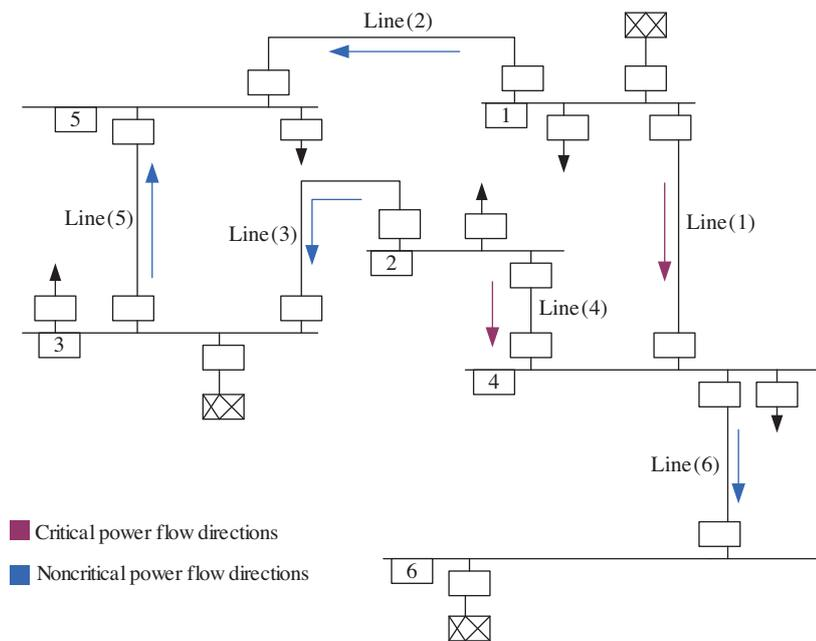 Line(2)
5
1
Line(5)
Line(3)
Line(1)
2
Line(4)
3
4
Line(6)
Critical power flow directions
Noncritical power flow directions
6